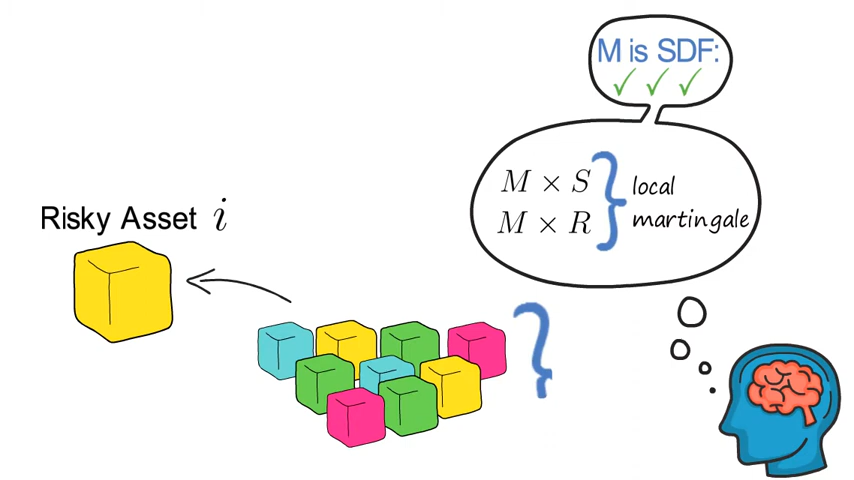 M is SDF:
✓ ✓ ✓
M × S } local
M × R } martingale
Risky Asset i